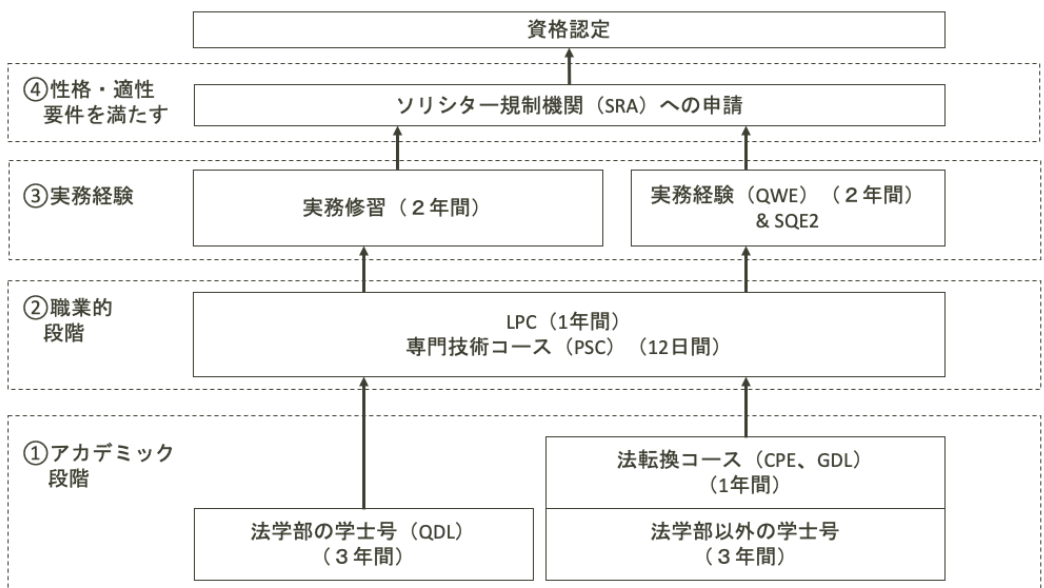 資格認定
④性格・適性
要件を満たす
ソリシター規制機関（SRA）への申請
③実務経験
実務修習（２年間）
実務経験（QWE）（２年間）
& SQE2
②職業的
段階
LPC（1年間）
専門技術コース（PSC）（12日間）
①アカデミック
段階
法転換コース（CPE、GDL）
（1年間）
法学部の学士号（QDL）
（３年間）
法学部以外の学士号
（３年間）